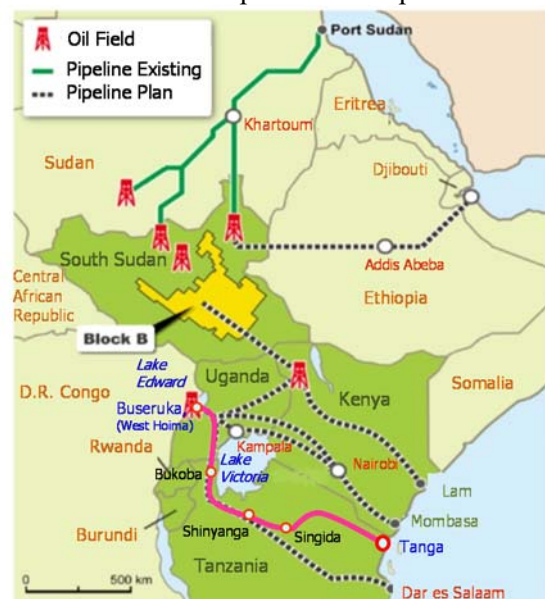 Port Sudan
Oil Field
Pipeline Existing
Pipeline Plan
Eritrea
Khartoum
Sudan
Djibouti
South Sudan
Addis Abeba
Central
African
Republic
Ethiopia
Block B
Lake
Edward
Uganda
Kenya
Somalia
D.R. Congo
Buseruka
(West Hoima)
Kampala
Nairobi
Rwanda
Lake
Victoria
Bukoba
Lam
Mombasa
Burundi
Shinyanga
Singida
Tanga
Tanzania
0
500 km
Dar es Salaam